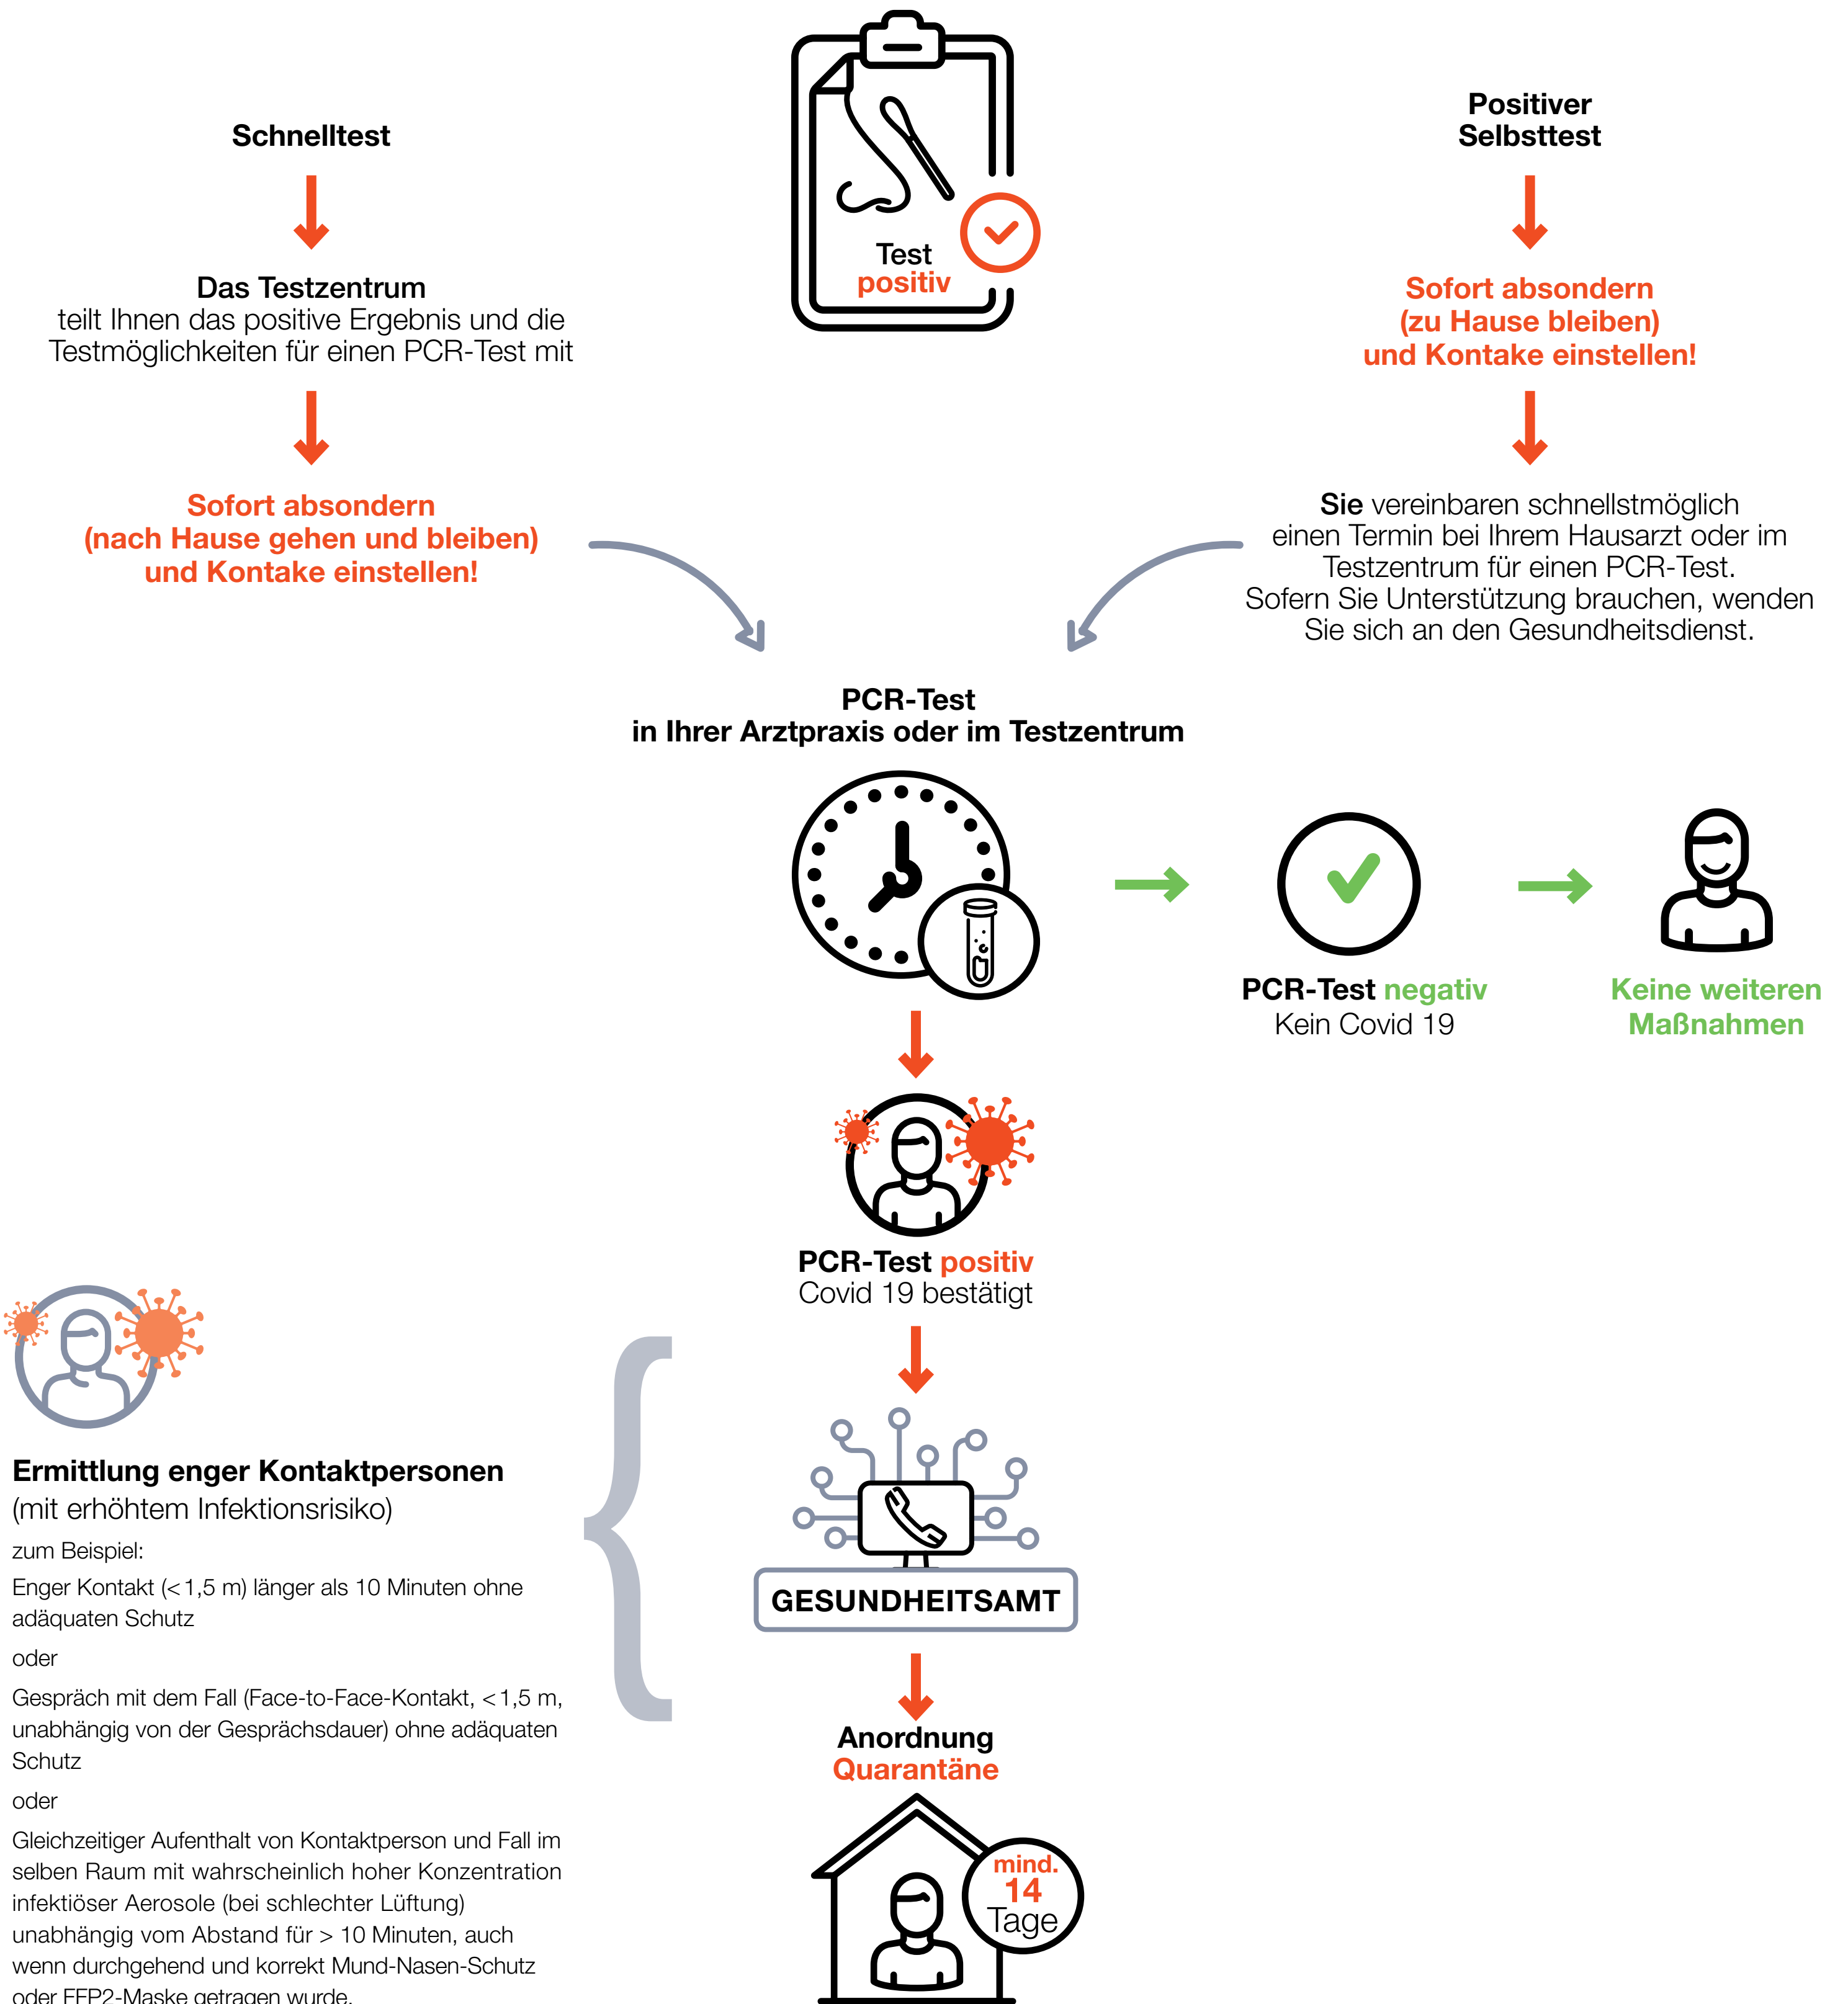 Test
positiv
Schnelltest
Das Testzentrum
teilt Ihnen das positive Ergebnis und die
Testmöglichkeiten für einen PCR-Test mit
Sofort absondern
(nach Hause gehen und bleiben)
und Kontake einstellen!
Positiver
Selbsttest
Sofort absondern
(zu Hause bleiben)
und Kontake einstellen!
Sie vereinbaren schnellstmöglich
einen Termin bei Ihrem Hausarzt oder im
Testzentrum für einen PCR-Test.
Sofern Sie Unterstützung brauchen, wenden
Sie sich an den Gesundheitsdienst.
PCR-Test
in Ihrer Arztpraxis oder im Testzentrum
PCR-Test negativ
Kein Covid 19
Keine weiteren
Maßnahmen
PCR-Test positiv
Covid 19 bestätigt
Ermittlung enger Kontaktpersonen
(mit erhöhtem Infektionsrisiko)
zum Beispiel:
Enger Kontakt (<1,5 m) länger als 10 Minuten ohne
adäquaten Schutz
oder
Gespräch mit dem Fall (Face-to-Face-Kontakt, <1,5 m,
unabhängig von der Gesprächsdauer) ohne adäquaten
Schutz
oder
Gleichzeitiger Aufenthalt von Kontaktperson und Fall im
selben Raum mit wahrscheinlich hoher Konzentration
infektiöser Aerosole (bei schlechter Lüftung)
unabhängig vom Abstand für > 10 Minuten, auch
wenn durchgehend und korrekt Mund-Nasen-Schutz
oder FFP2-Maske getragen wurde.
GESUNDHEITSAMT
Anordnung
Quarantäne
mind.
14
Tage